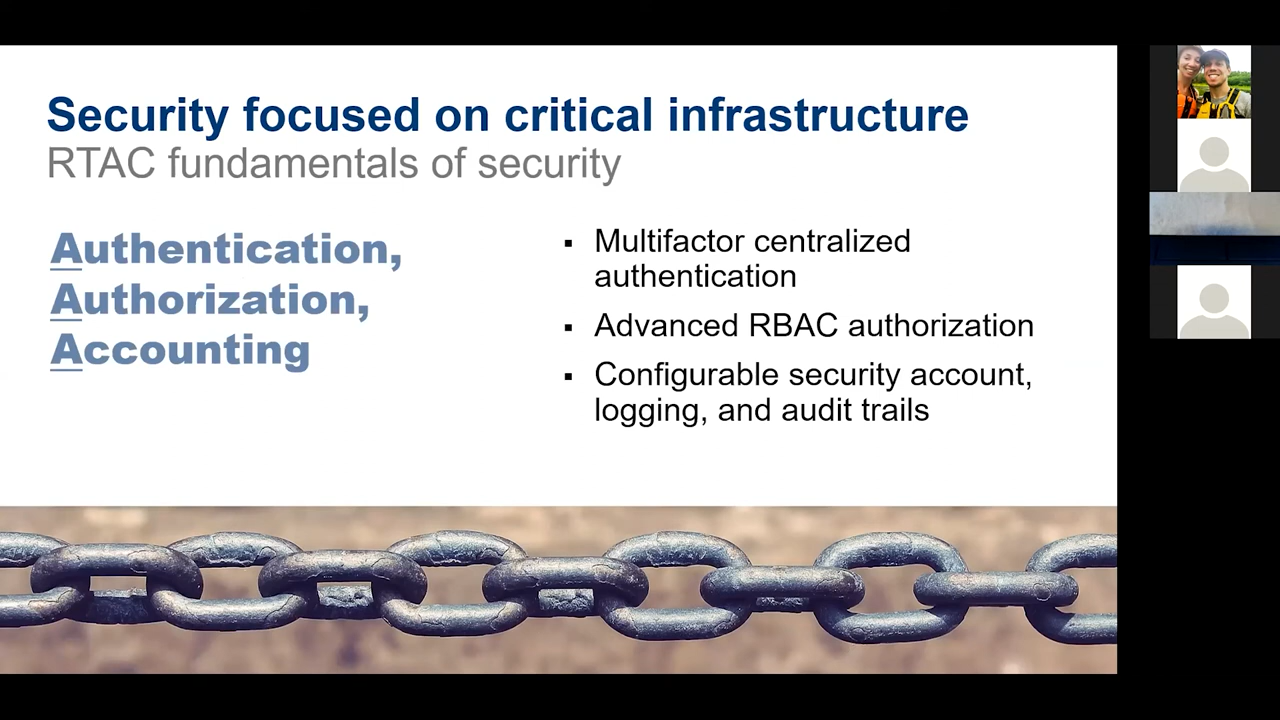 Security focused on critical infrastructure
RTAC fundamentals of security
Authentication,
Authorization,
Accounting
▪ Multifactor centralized
authentication
▪ Advanced RBAC authorization
▪ Configurable security account,
logging, and audit trails